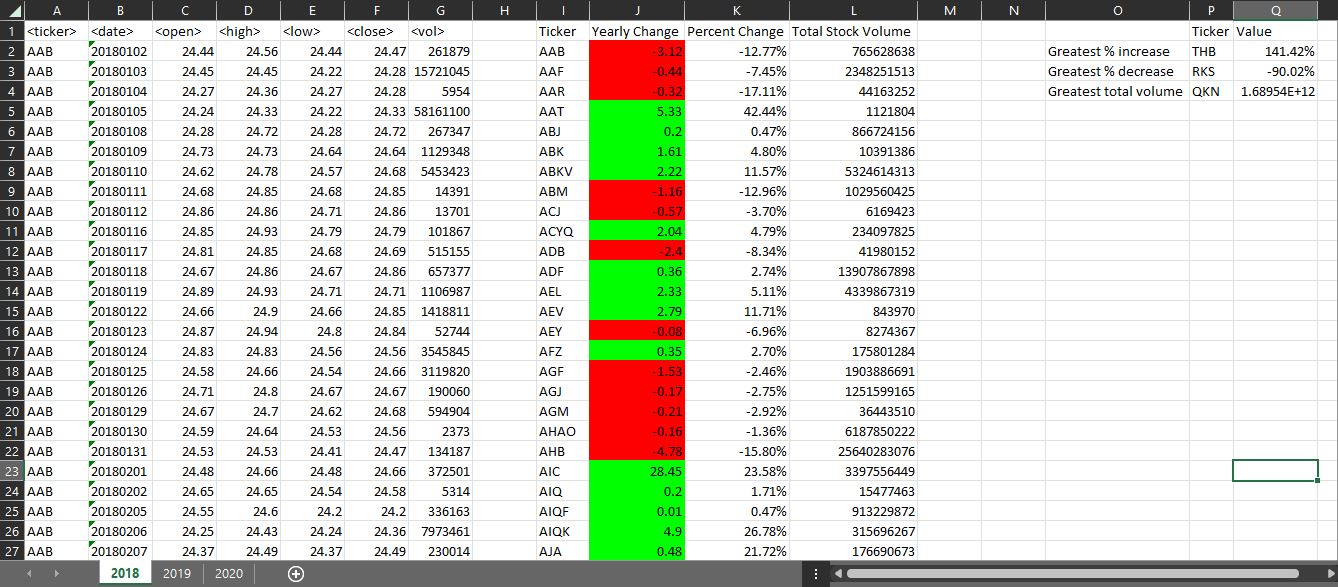 A B C D E F G H I J K L M N O P Q
1 <ticker> <date> <open> <high> <low> <close> <vol> Ticker Yearly Change Percent Change Total Stock Volume Ticker Value
2 AAB 20180102 24.44 24.56 24.44 24.47 261879 AAB -3.12 -12.77% 765628638 Greatest % increase THB 141.42%
3 AAB 20180103 24.45 24.45 24.22 24.28 15721045 AAF -0.44 -7.45% 2348251513 Greatest % decrease RKS -90.02%
4 AAB 20180104 24.27 24.36 24.27 24.28 5954 AAR -0.32 -17.11% 44163252 Greatest total volume QKN 1.68954E+12
5 AAB 20180105 24.24 24.33 24.22 24.33 58161100 AAT 5.33 42.44% 1121804
6 AAB 20180108 24.28 24.72 24.28 24.72 267347 ABJ 0.2 0.47% 866724156
7 AAB 20180109 24.73 24.73 24.64 24.64 1129348 ABK 1.61 4.80% 10391386
8 AAB 20180110 24.62 24.78 24.57 24.68 5453423 ABKV 2.22 11.57% 5324614313
9 AAB 20180111 24.68 24.85 24.68 24.85 14391 ABM -1.16 -12.96% 1029560425
10 AAB 20180112 24.86 24.86 24.71 24.86 13701 ACJ -0.57 -3.70% 6169423
11 AAB 20180116 24.85 24.93 24.79 24.79 101867 ACYQ 2.04 4.79% 234097825
12 AAB 20180117 24.81 24.85 24.68 24.69 515155 ADB -2.4 -8.34% 41980152
13 AAB 20180118 24.67 24.86 24.67 24.86 657377 ADF 0.36 2.74% 13907867898
14 AAB 20180119 24.89 24.93 24.71 24.71 1106987 AEL 2.33 5.11% 4339867319
15 AAB 20180122 24.66 24.9 24.66 24.85 1418811 AEV 2.79 11.71% 843970
16 AAB 20180123 24.87 24.94 24.8 24.84 52744 AEY -0.08 -6.96% 8274367
17 AAB 20180124 24.83 24.83 24.56 24.56 3545845 AFZ 0.35 2.70% 175801284
18 AAB 20180125 24.58 24.66 24.54 24.66 3119820 AGF -1.53 -2.46% 1903886691
19 AAB 20180126 24.71 24.8 24.67 24.67 190060 AGJ -0.17 -2.75% 1251599165
20 AAB 20180129 24.67 24.7 24.62 24.68 594904 AGM -0.21 -2.92% 36443510
21 AAB 20180130 24.59 24.64 24.53 24.56 2373 AHAO -0.16 -1.36% 6187850222
22 AAB 20180131 24.53 24.53 24.41 24.47 134187 AHB -4.78 -15.80% 25640283076
23 AAB 20180201 24.48 24.66 24.48 24.66 372501 AIC 28.45 23.58% 3397556449
24 AAB 20180202 24.65 24.65 24.54 24.58 5314 AIQ 0.2 1.71% 15477463
25 AAB 20180205 24.55 24.6 24.2 24.2 336163 AIQF 0.01 0.47% 913229872
26 AAB 20180206 24.25 24.43 24.24 24.36 7973461 AIQK 4.9 26.78% 315696267
27 AAB 20180207 24.37 24.49 24.37 24.49 230014 AJA 0.48 21.72% 176690673
2018 2019 2020